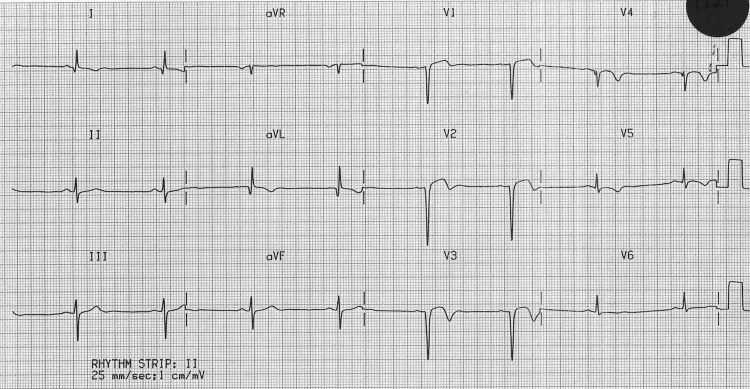 I aVR V1 V4
II aVL V2 V5
III aVF V3 V6
RHYTHM STRIP: II
25 mm/sec;1 cm/mV